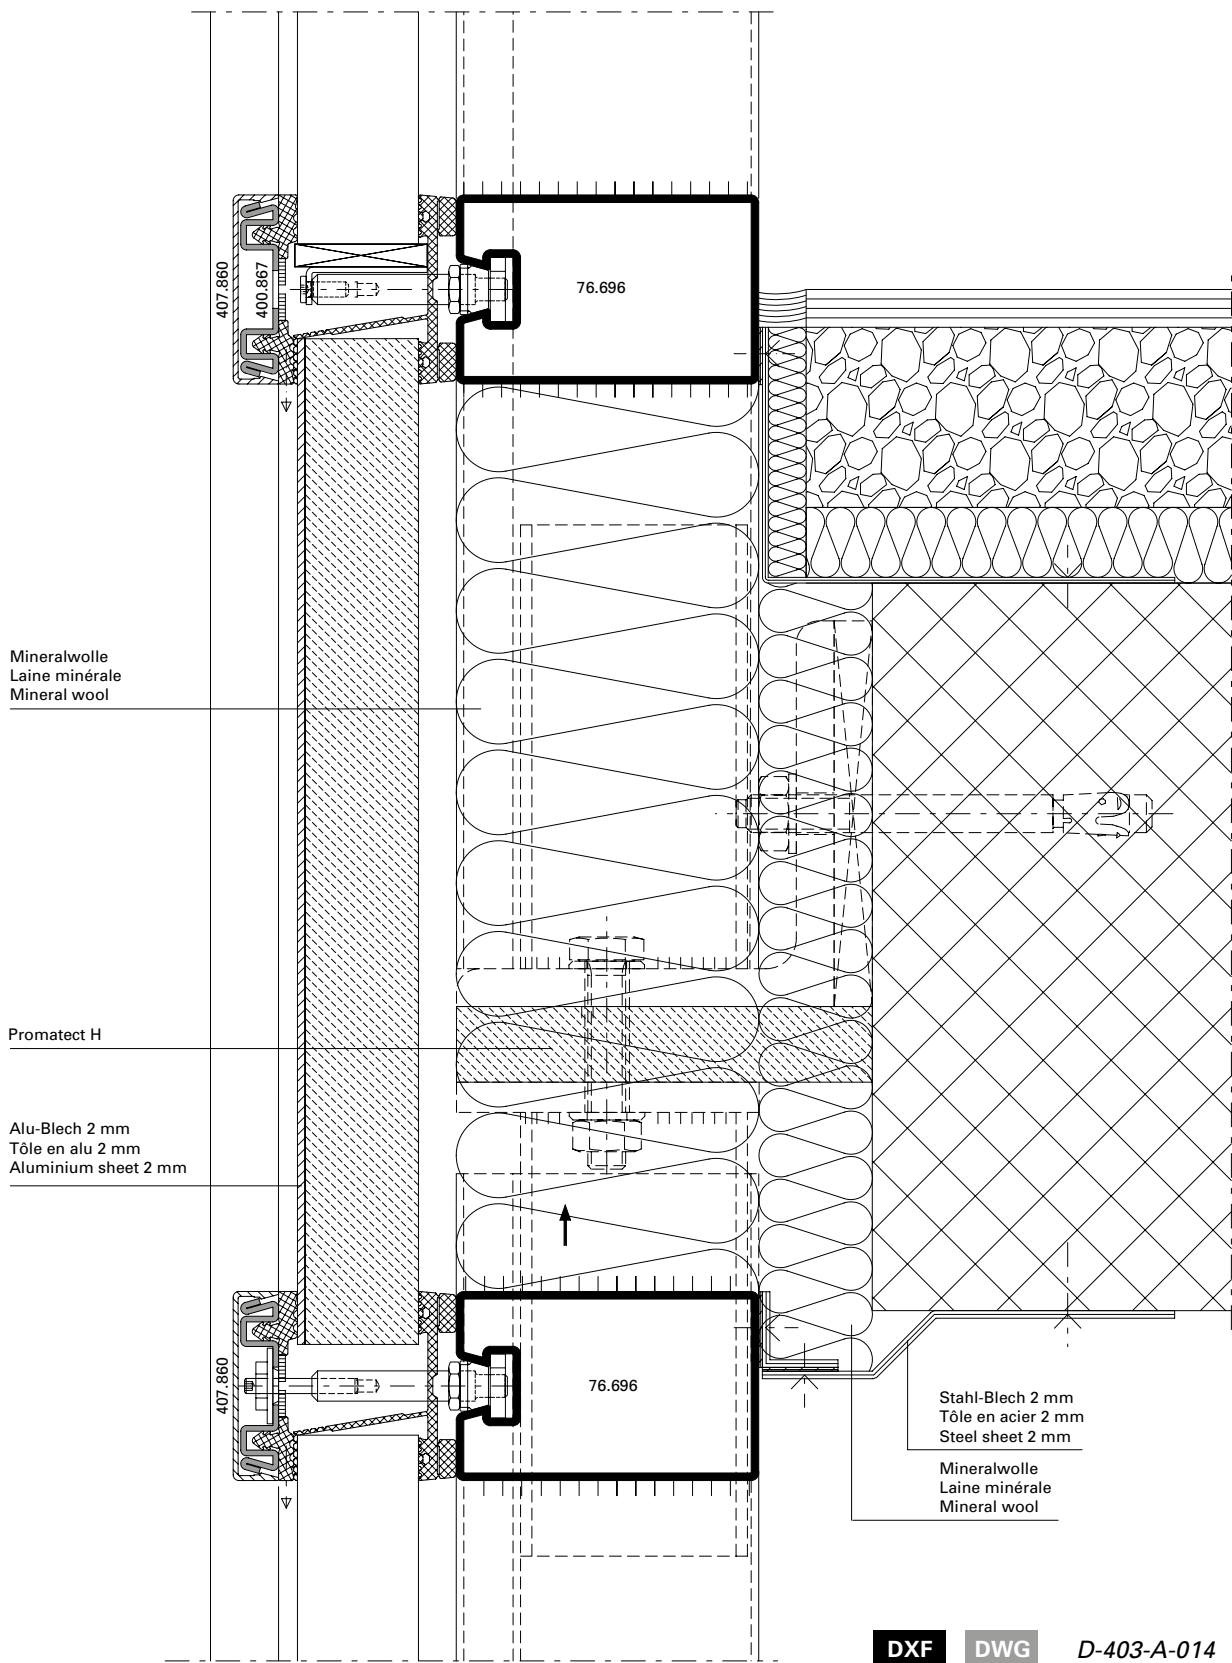 407.860
400.867
76.696
Mineralwolle
Laine minérale
Mineral wool
Promatect H
Alu-Blech 2 mm
Tôle en alu 2 mm
Aluminium sheet 2 mm
407.860
76.696
Stahl-Blech 2 mm
Tôle en acier 2 mm
Steel sheet 2 mm
Mineralwolle
Laine minérale
Mineral wool
DXF DWG D-403-A-014